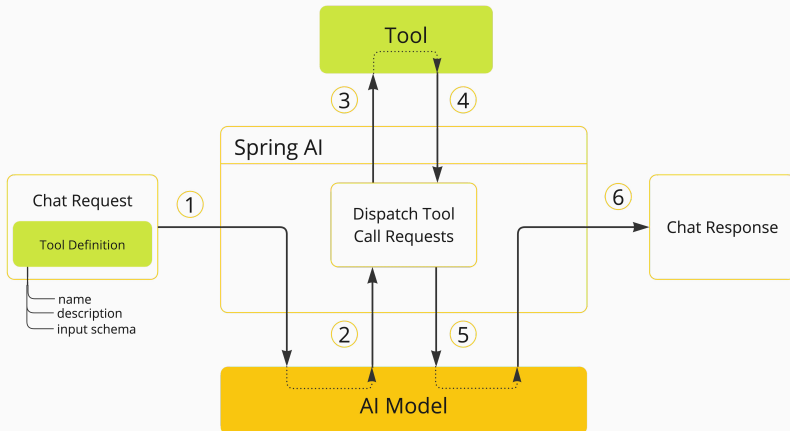 Tool
3
4
Spring AI
Chat Request
Tool Definition
name
description
input schema
1
Dispatch Tool
Call Requests
6
Chat Response
2
5
AI Model